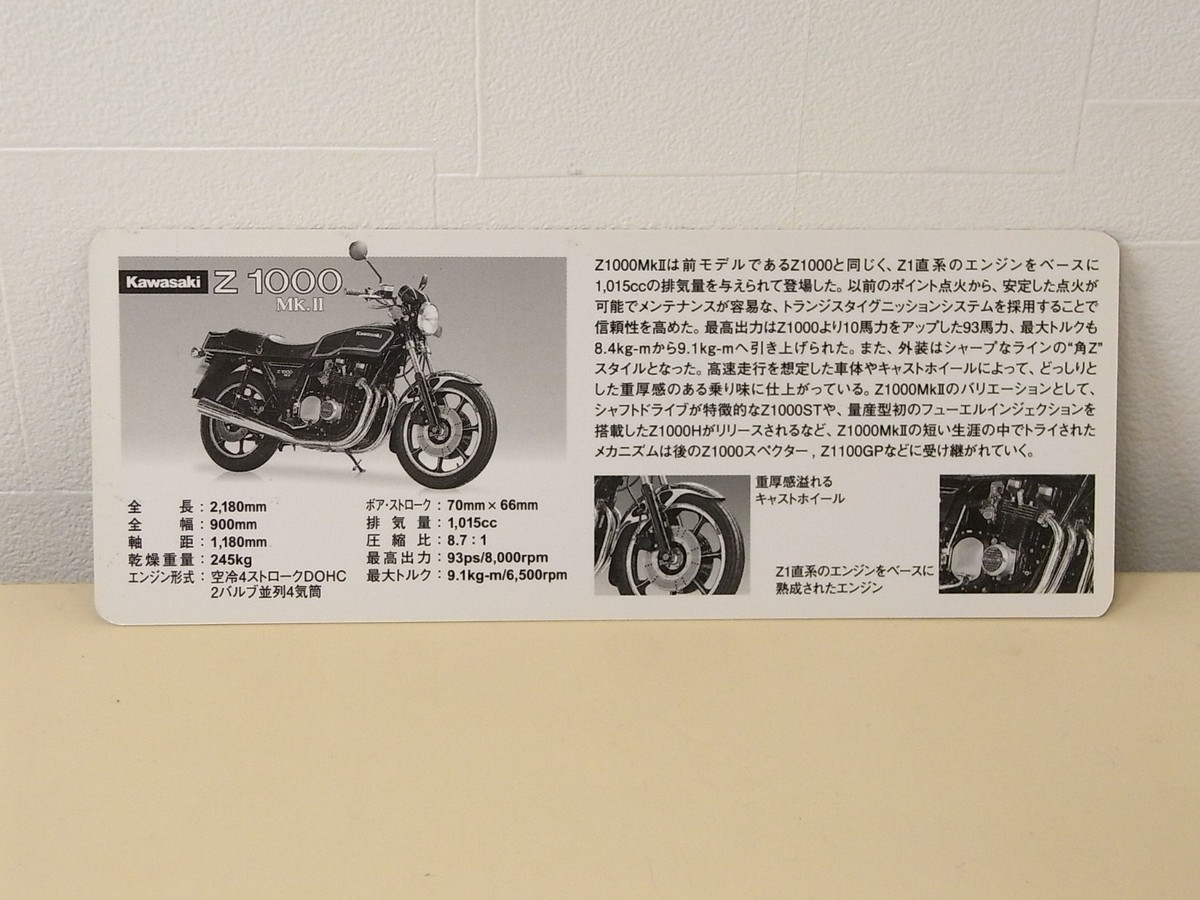 Kawasaki Z 1000
MK.II
全長：2,180mm
全幅：900mm
軸距：1,180mm
乾燥重量：245kg
エンジン形式：空冷4ストロークDOHC
2バルブ並列4気筒
ボア・ストローク：70mm×66mm
排気量：1,015cc
圧縮比：8.7：1
最高出力：93ps/8,000rpm
最大トルク：9.1kg-m/6,500rpm
Z1000MkⅡは前モデルであるZ1000と同じく、Z1直系のエンジンをベースに
1,015ccの排気量を与えられて登場した。以前のポイント点火から、安定した点火が
可能でメンテナンスが容易な、トランジスタイグニッションシステムを採用することで
信頼性を高めた。最高出力はZ1000より10馬力をアップした93馬力、最大トルクも
8.4kg-mから9.1kg-mへ引き上げられた。また、外装はシャープなラインの“角Z”
スタイルとなった。高速走行を想定した車体やキャストホイールによって、どっしりと
した重厚感のある乗り味に仕上がっている。Z1000MkⅡのバリエーションとして、
シャフトドライブが特徴的なZ1000STや、量産型初のフューエルインジェクションを
搭載したZ1000Hがリリースされるなど、Z1000MkⅡの短い生涯の中でトライされた
メカニズムは後のZ1000スペクター , Z1100GPなどに受け継がれていく。
重厚感溢れる
キャストホイール
Z1直系のエンジンをベースに
熟成されたエンジン